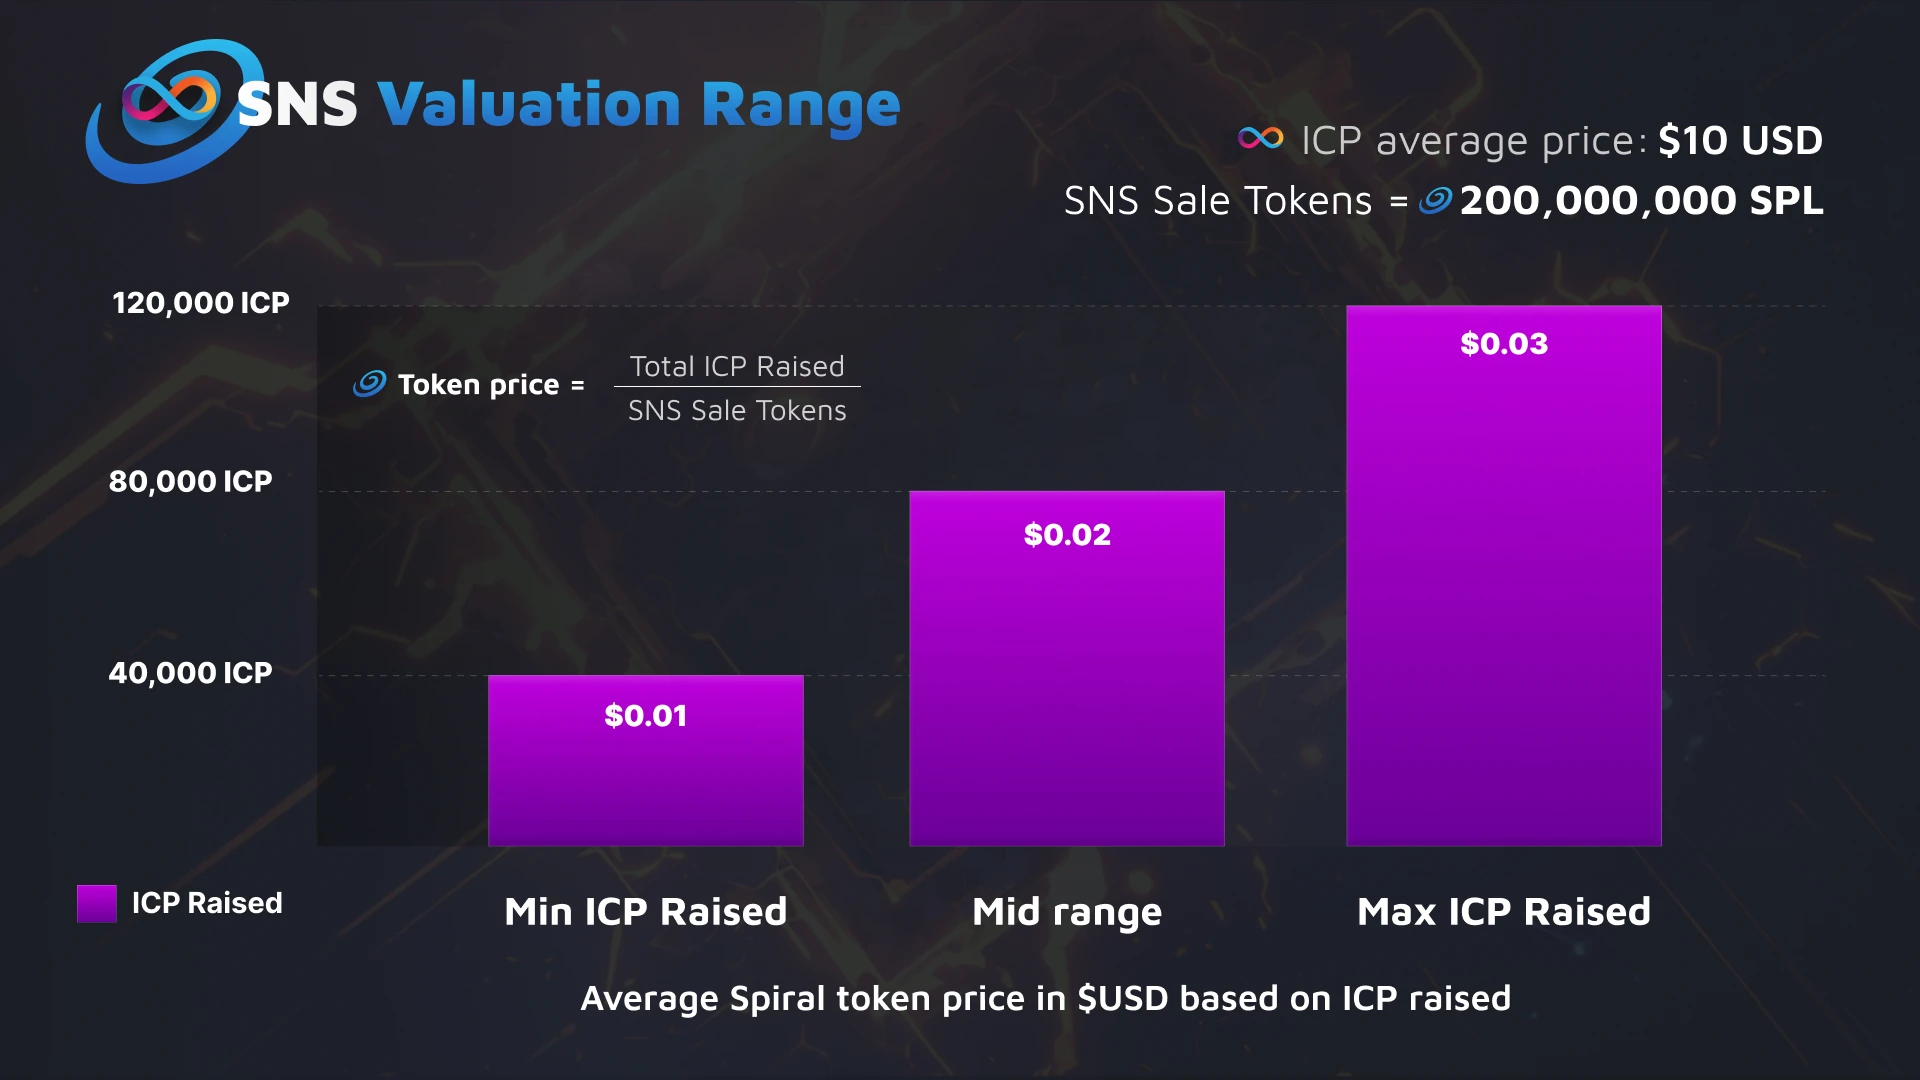 SNS Valuation Range
ICP average price: $10 USD
SNS Sale Tokens = 200,000,000 SPL
120,000 ICP
80,000 ICP
40,000 ICP
Token price =
Total ICP Raised
SNS Sale Tokens
$0.01
$0.02
$0.03
ICP Raised
Min ICP Raised
Mid range
Max ICP Raised
Average Spiral token price in $USD based on ICP raised